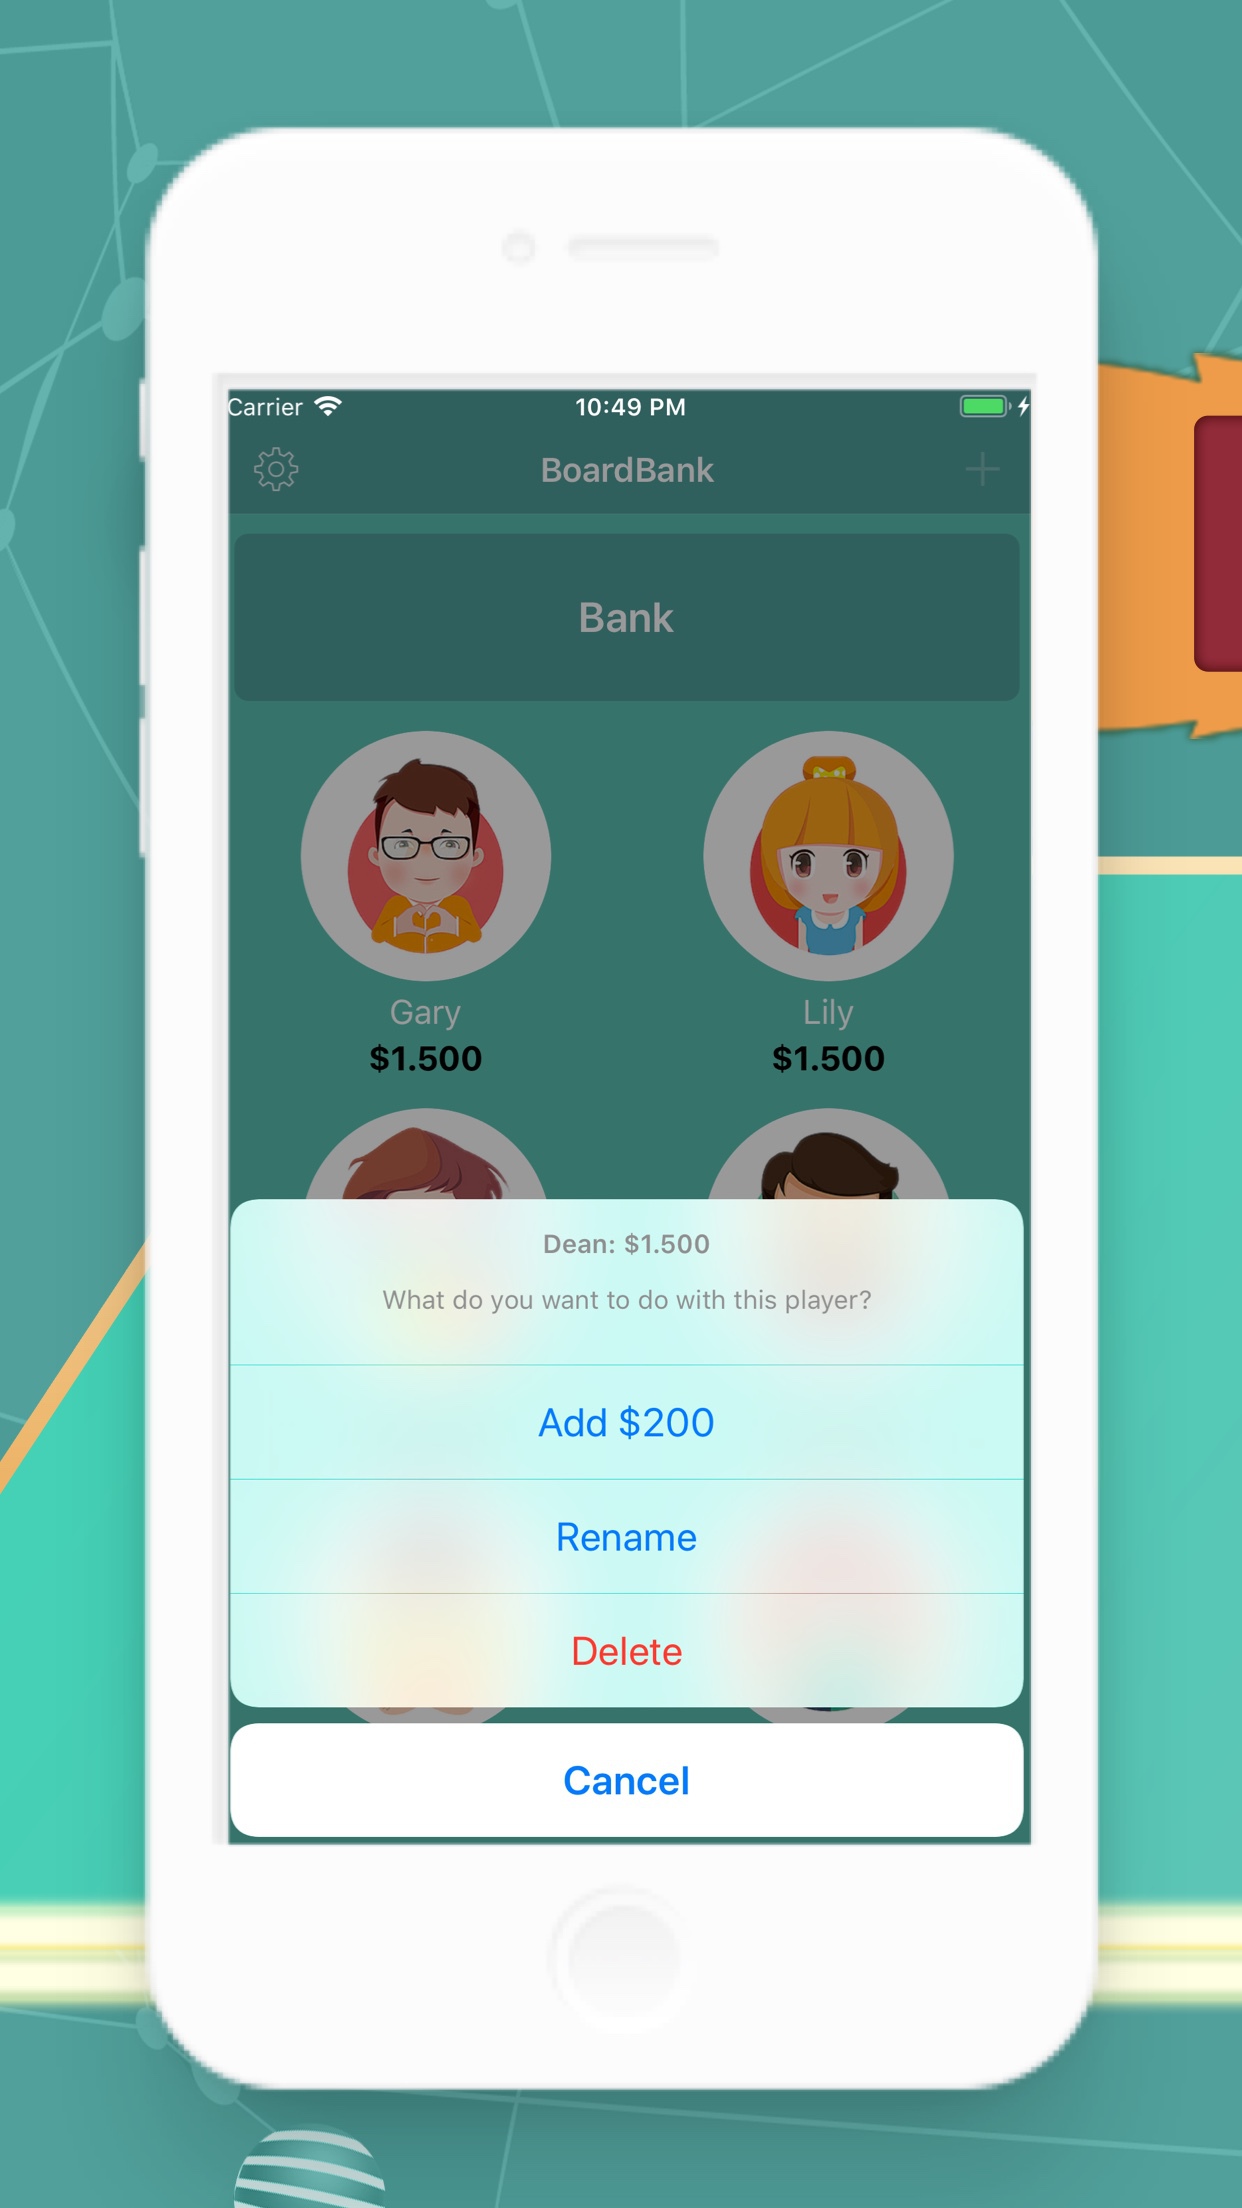 Carrier 10:49 PM
BoardBank
Bank
Gary Lily
$1.500 $1.500
Dean: $1.500
What do you want to do with this player?
Add $200
Rename
Delete
Cancel